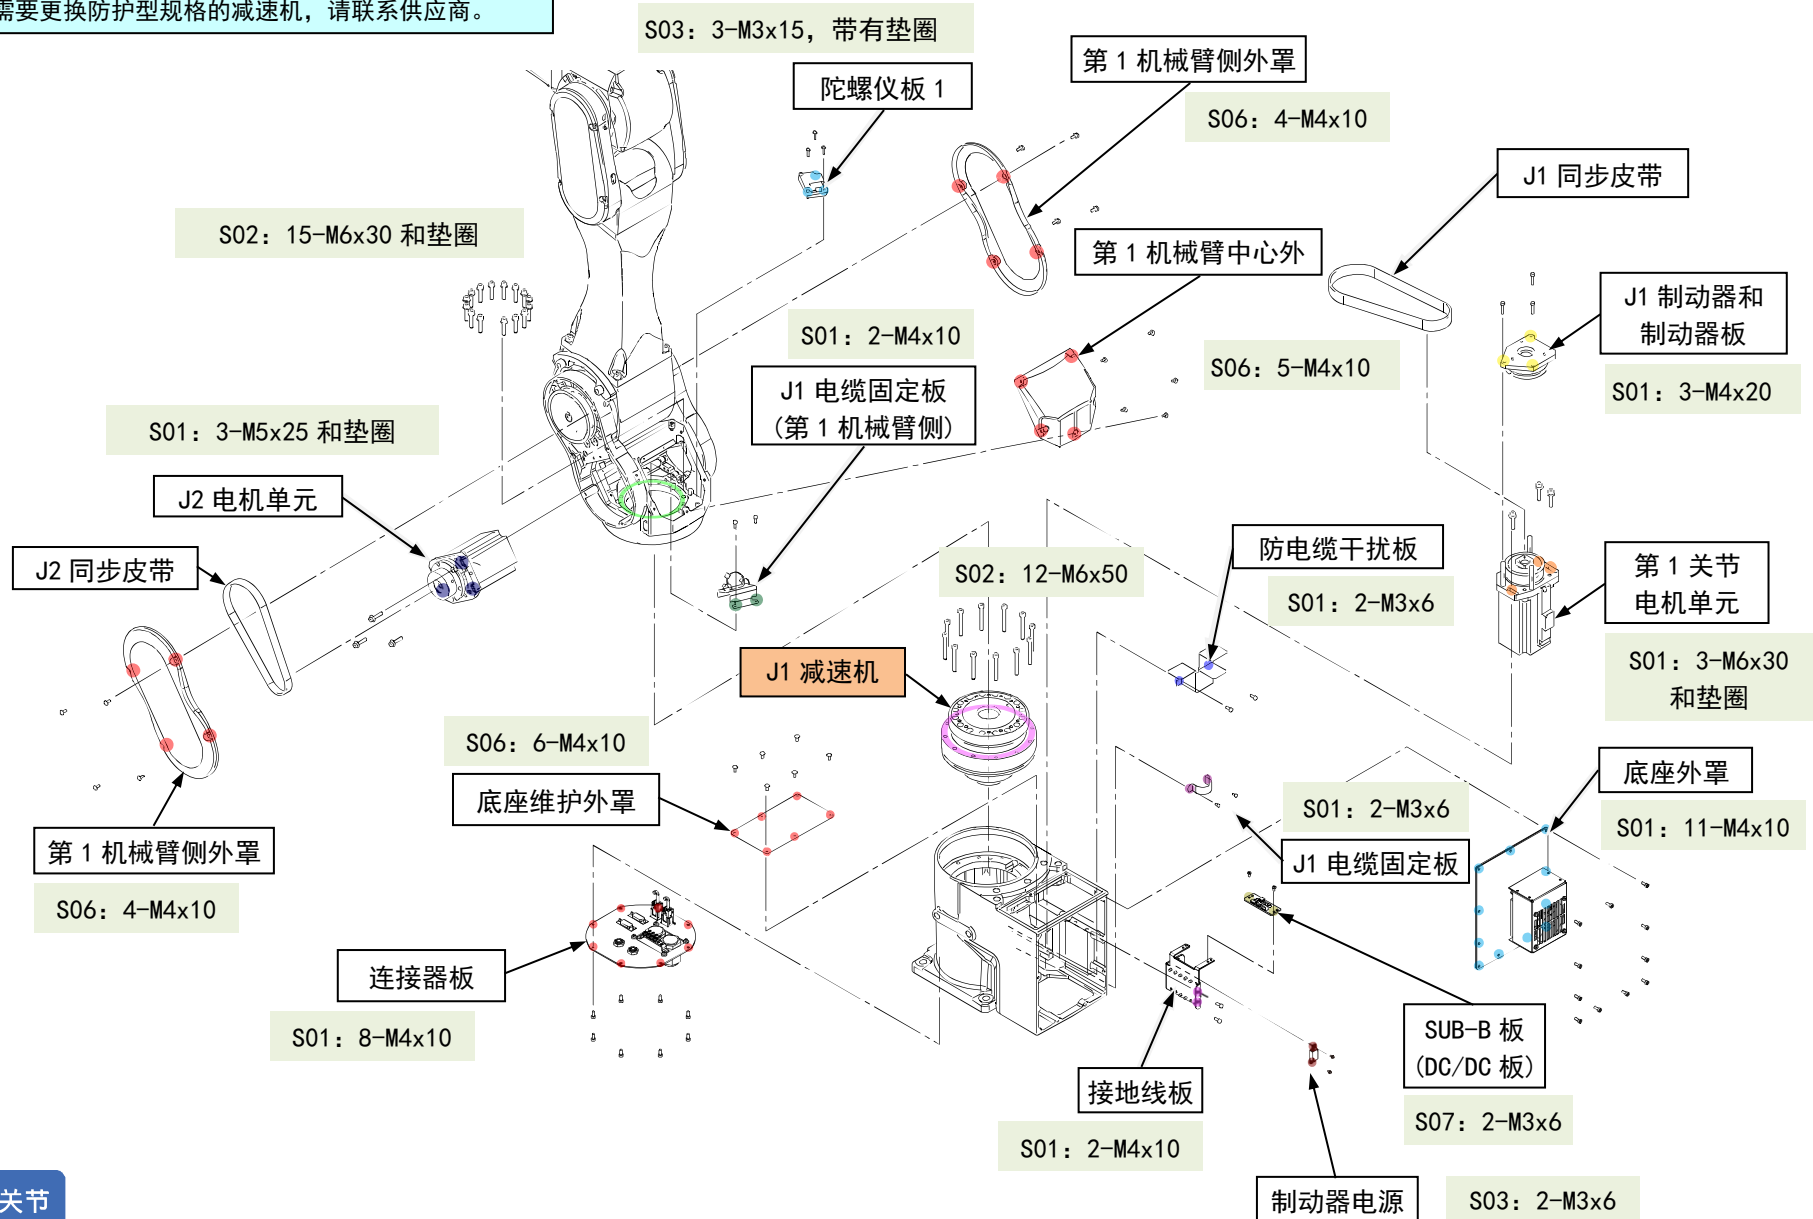 需要更换防护型规格的减速机，请联系供应商。
S03: 3-M3x15, 带有垫圈
陀螺仪板 1
第 1 机械臂侧外罩
S06: 4-M4x10
J1 同步皮带
S02: 15-M6x30 和垫圈
第 1 机械臂中心外
J1 制动器和
制动器板
S01: 2-M4x10
S06: 5-M4x10
S01: 3-M4x20
J1 电缆固定板
(第 1 机械臂侧)
S01: 3-M5x25 和垫圈
J2 电机单元
J2 同步皮带
S02: 12-M6x50
防电缆干扰板
S01: 2-M3x6
第 1 关节
电机单元
S01: 3-M6x30
和垫圈
J1 减速机
S06: 6-M4x10
底座维护外罩
底座外罩
S01: 11-M4x10
S01: 2-M3x6
J1 电缆固定板
第 1 机械臂侧外罩
S06: 4-M4x10
连接器板
S01: 8-M4x10
SUB-B 板
(DC/DC 板)
S07: 2-M3x6
接地线板
S01: 2-M4x10
制动器电源
S03: 2-M3x6
关节